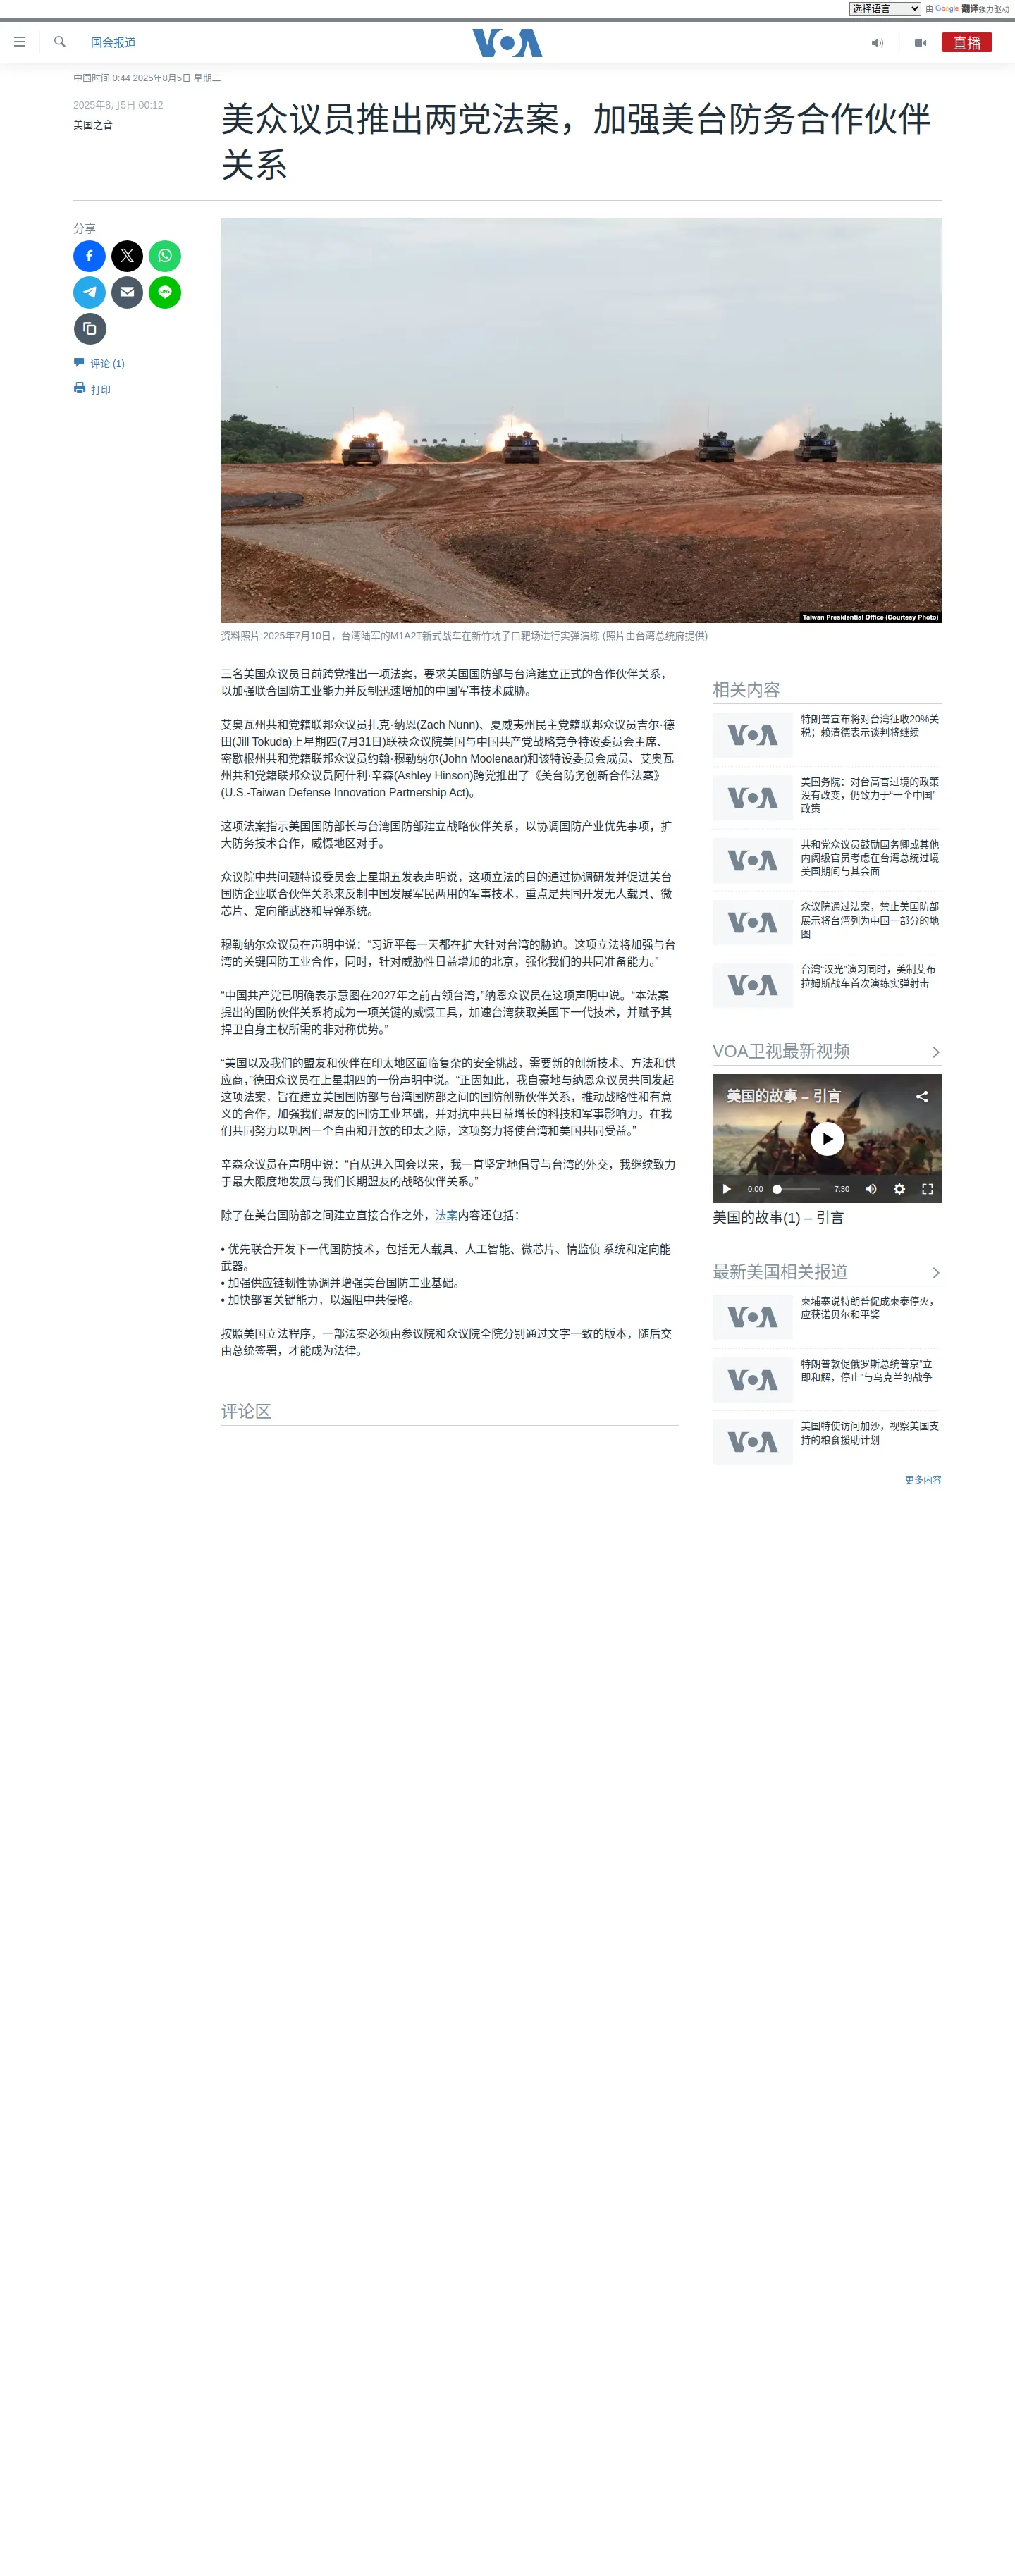 选择语言
由 Google 翻译强力驱动
国会报道
VOA
直播
中国时间 0:44 2025年8月5日 星期二
2025年8月5日 00:12
美国之音
美众议员推出两党法案，加强美台防务合作伙伴
关系
分享
LINE
评论 (1)
打印
Taiwan Presidential Office (Courtesy Photo)
资料照片:2025年7月10日，台湾陆军的M1A2T新式战车在新竹坑子口靶场进行实弹演练 (照片由台湾总统府提供)
三名美国众议员日前跨党推出一项法案，要求美国国防部与台湾建立正式的合作伙伴关系，
以加强联合国防工业能力并反制迅速增加的中国军事技术威胁。
艾奥瓦州共和党籍联邦众议员扎克·纳恩(Zach Nunn)、夏威夷州民主党籍联邦众议员吉尔·德
田(Jill Tokuda)上星期四(7月31日)联袂众议院美国与中国共产党战略竞争特设委员会主席、
密歇根州共和党籍联邦众议员约翰·穆勒纳尔(John Moolenaar)和该特设委员会成员、艾奥瓦
州共和党籍联邦众议员阿什利·辛森(Ashley Hinson)跨党推出了《美台防务创新合作法案》
(U.S.-Taiwan Defense Innovation Partnership Act)。
这项法案指示美国国防部长与台湾国防部建立战略伙伴关系，以协调国防产业优先事项，扩
大防务技术合作，威慑地区对手。
众议院中共问题特设委员会上星期五发表声明说，这项立法的目的通过协调研发并促进美台
国防企业联合伙伴关系来反制中国发展军民两用的军事技术，重点是共同开发无人载具、微
芯片、定向能武器和导弹系统。
穆勒纳尔众议员在声明中说：“习近平每一天都在扩大针对台湾的胁迫。这项立法将加强与台
湾的关键国防工业合作，同时，针对威胁性日益增加的北京，强化我们的共同准备能力。”
“中国共产党已明确表示意图在2027年之前占领台湾，”纳恩众议员在这项声明中说。“本法案
提出的国防伙伴关系将成为一项关键的威慑工具，加速台湾获取美国下一代技术，并赋予其
捍卫自身主权所需的非对称优势。”
“美国以及我们的盟友和伙伴在印太地区面临复杂的安全挑战，需要新的创新技术、方法和供
应商，”德田众议员在上星期四的一份声明中说。“正因如此，我自豪地与纳恩众议员共同发起
这项法案，旨在建立美国国防部与台湾国防部之间的国防创新伙伴关系，推动战略性和有意
义的合作，加强我们盟友的国防工业基础，并对抗中共日益增长的科技和军事影响力。在我
们共同努力以巩固一个自由和开放的印太之际，这项努力将使台湾和美国共同受益。”
辛森众议员在声明中说：“自从进入国会以来，我一直坚定地倡导与台湾的外交，我继续致力
于最大限度地发展与我们长期盟友的战略伙伴关系。”
除了在美台国防部之间建立直接合作之外，法案内容还包括：
• 优先联合开发下一代国防技术，包括无人载具、人工智能、微芯片、情监侦 系统和定向能
武器。
• 加强供应链韧性协调并增强美台国防工业基础。
• 加快部署关键能力，以遏阻中共侵略。
按照美国立法程序，一部法案必须由参议院和众议院全院分别通过文字一致的版本，随后交
由总统签署，才能成为法律。
评论区
相关内容
VOA
特朗普宣布将对台湾征收20%关
税；赖清德表示谈判将继续
VOA
美国务院：对台高官过境的政策
没有改变，仍致力于“一个中国”
政策
VOA
共和党众议员鼓励国务卿或其他
内阁级官员考虑在台湾总统过境
美国期间与其会面
VOA
众议院通过法案，禁止美国防部
展示将台湾列为中国一部分的地
图
VOA
台湾“汉光”演习同时，美制艾布
拉姆斯战车首次演练实弹射击
VOA卫视最新视频
美国的故事 – 引言
0:00
7:30
美国的故事(1) – 引言
最新美国相关报道
VOA
柬埔寨说特朗普促成柬泰停火，
应获诺贝尔和平奖
VOA
特朗普敦促俄罗斯总统普京“立
即和解，停止”与乌克兰的战争
VOA
美国特使访问加沙，视察美国支
持的粮食援助计划
更多内容